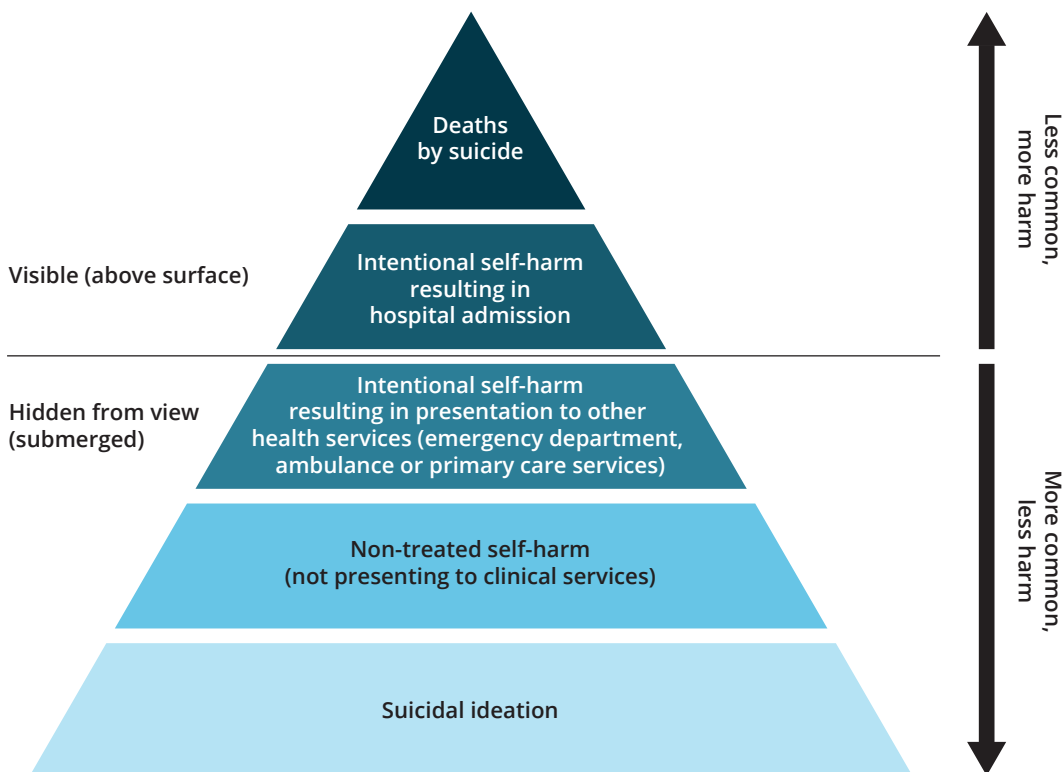 Deaths
by suicide
Visible (above surface)
Intentional self-harm
resulting in
hospital admission
Less common,
more harm
Hidden from view
(submerged)
Intentional self-harm
resulting in presentation to other
health services (emergency department,
ambulance or primary care services)
Non-treated self-harm
(not presenting to clinical services)
More common,
less harm
Suicidal ideation